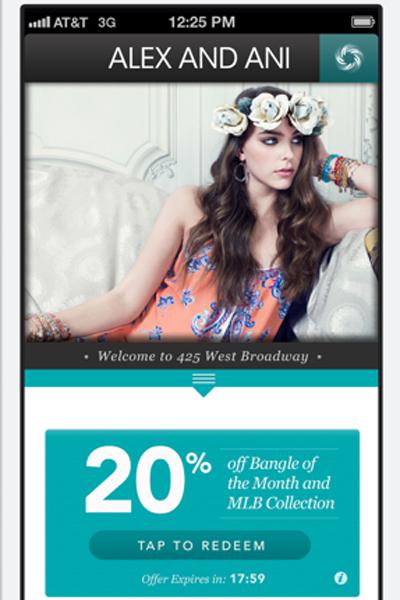 AT&T 3G 12:25 PM
ALEX AND ANI
• Welcome to 425 West Broadway •
20%
off Bangle of
the Month and
MLB Collection
TAP TO REDEEM
Offer Expires in: 17:59
i